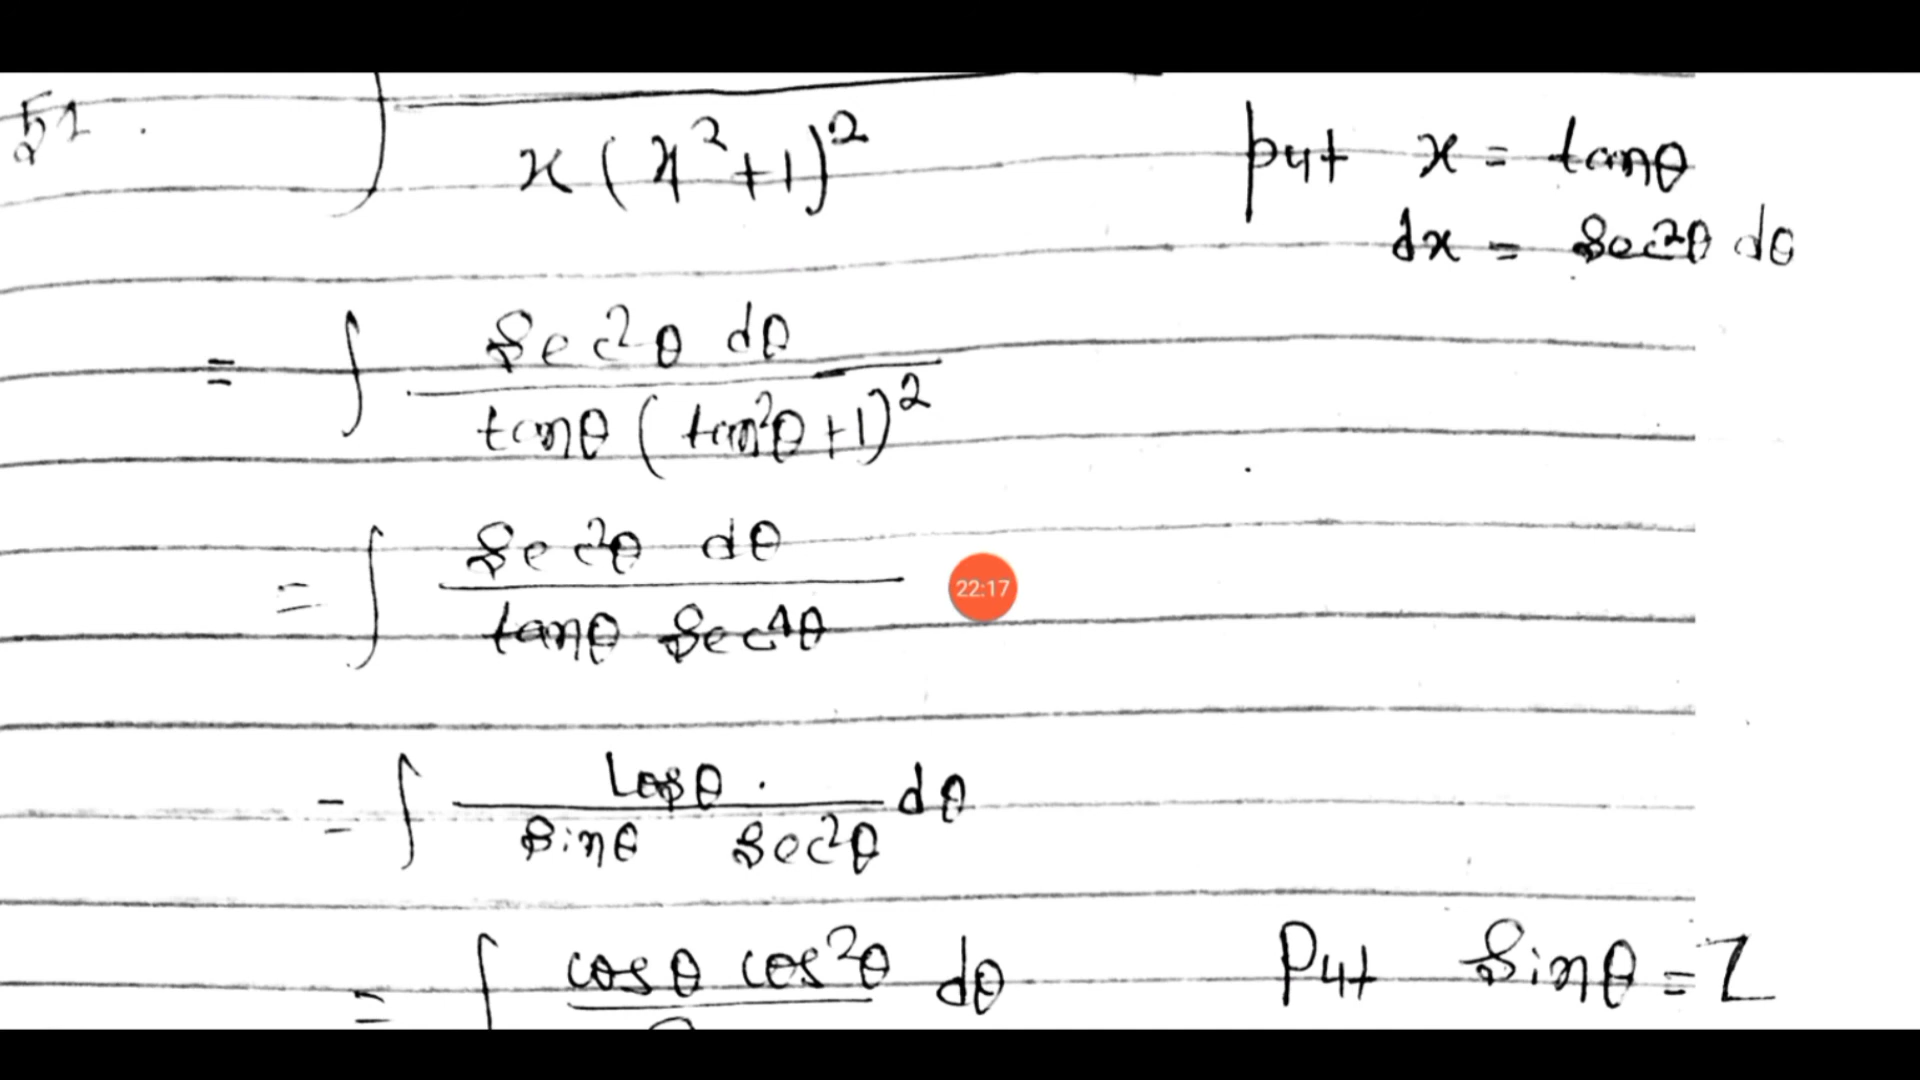 51.
∫ ―― x(x²+1)² put x = tanθ
dx = sec²θ dθ
= ∫ sec²θ dθ / tanθ (tan²θ+1)²
= ∫ sec²θ dθ / tanθ sec⁴θ
22:17
= ∫ cosθ . / sinθ sec²θ dθ
= ∫ cosθ cos²θ dθ Put sinθ = Z